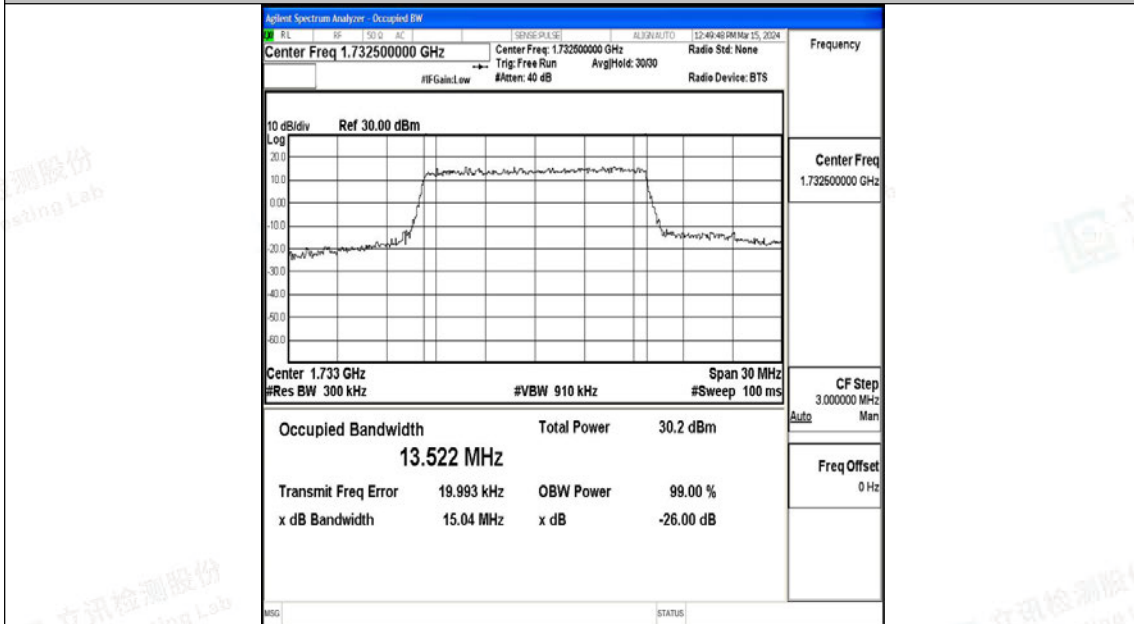 Agilent Spectrum Analyzer - Occupied BW
RL RF 50 Ω AC SENSE:PULSE ALIGNAUTO 12:49:48 PM Mar 15, 2024
Center Freq 1.732500000 GHz
Center Freq: 1.732500000 GHz
Radio Std: None
Trig: Free Run
Avg|Hold: 30/30
#IFGain:Low
#Atten: 40 dB
Radio Device: BTS
Frequency
10 dB/div Ref 30.00 dBm
Log
20.0
10.0
0.00
-10.0
-20.0
-30.0
-40.0
-50.0
-60.0
Center 1.733 GHz
Span 30 MHz
#Res BW 300 kHz
#VBW 910 kHz
#Sweep 100 ms
Occupied Bandwidth
Total Power 30.2 dBm
13.522 MHz
Transmit Freq Error 19.993 kHz OBW Power 99.00 %
x dB Bandwidth 15.04 MHz x dB -26.00 dB
Center Freq
1.732500000 GHz
CF Step
3.000000 MHz
Auto Man
Freq Offset
0 Hz
MSG
STATUS
立讯检测股份